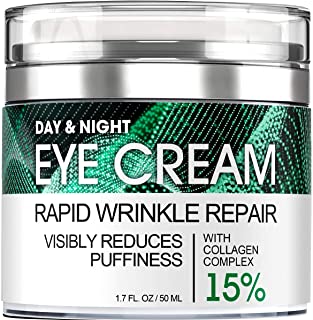 DAY & NIGHT
EYE CREAM
RAPID WRINKLE REPAIR
VISIBLY REDUCES
PUFFINESS
WITH
COLLAGEN
COMPLEX
15%
1.7 FL. OZ / 50 ML